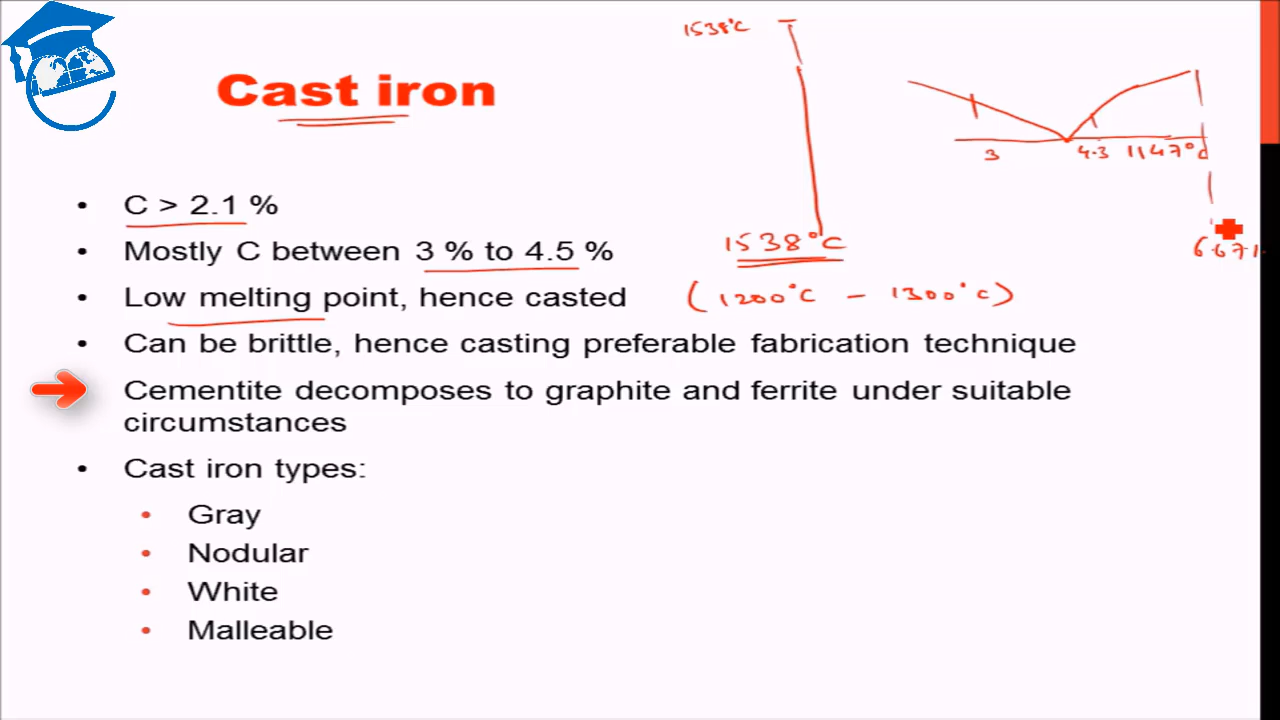 1538°C
Cast iron
3
4.3
1147°C
• C > 2.1 %
• Mostly C between 3 % to 4.5 %
1538°C
6.67
• Low melting point, hence casted
(1200°C – 1300°C)
• Can be brittle, hence casting preferable fabrication technique
Cementite decomposes to graphite and ferrite under suitable
circumstances
• Cast iron types:
• Gray
• Nodular
• White
• Malleable